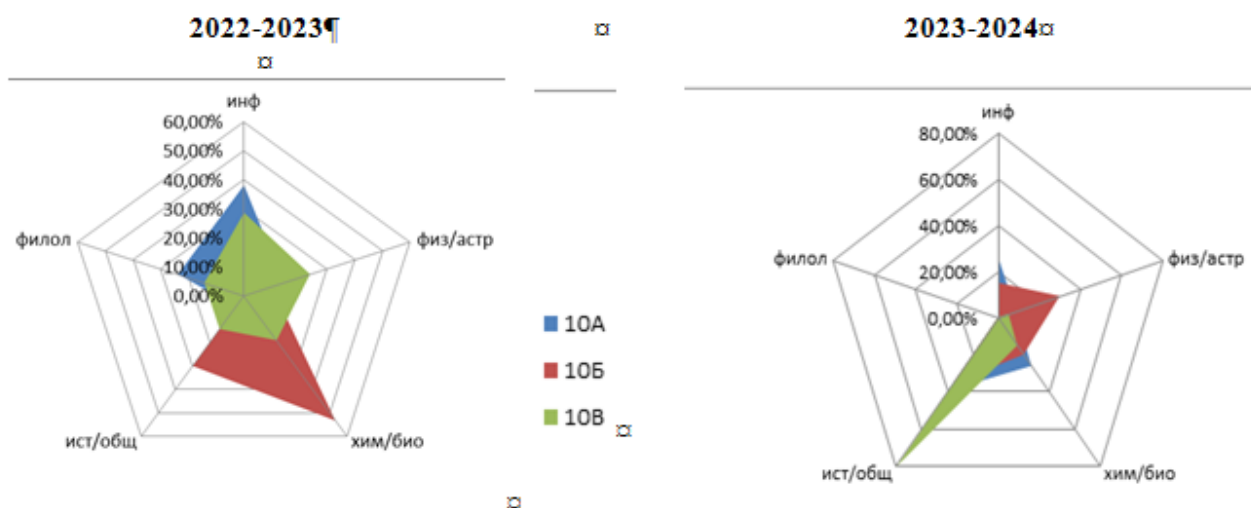 2022-2023¶
¤
¤
2023-2024¤
инф
60,00%
50,00%
40,00%
30,00%
20,00%
10,00%
0,00%
филол
физ/астр
ист/общ
хим/био
10А
10Б
10В
¤
¤
инф
80,00%
60,00%
40,00%
20,00%
0,00%
филол
физ/астр
ист/общ
хим/био